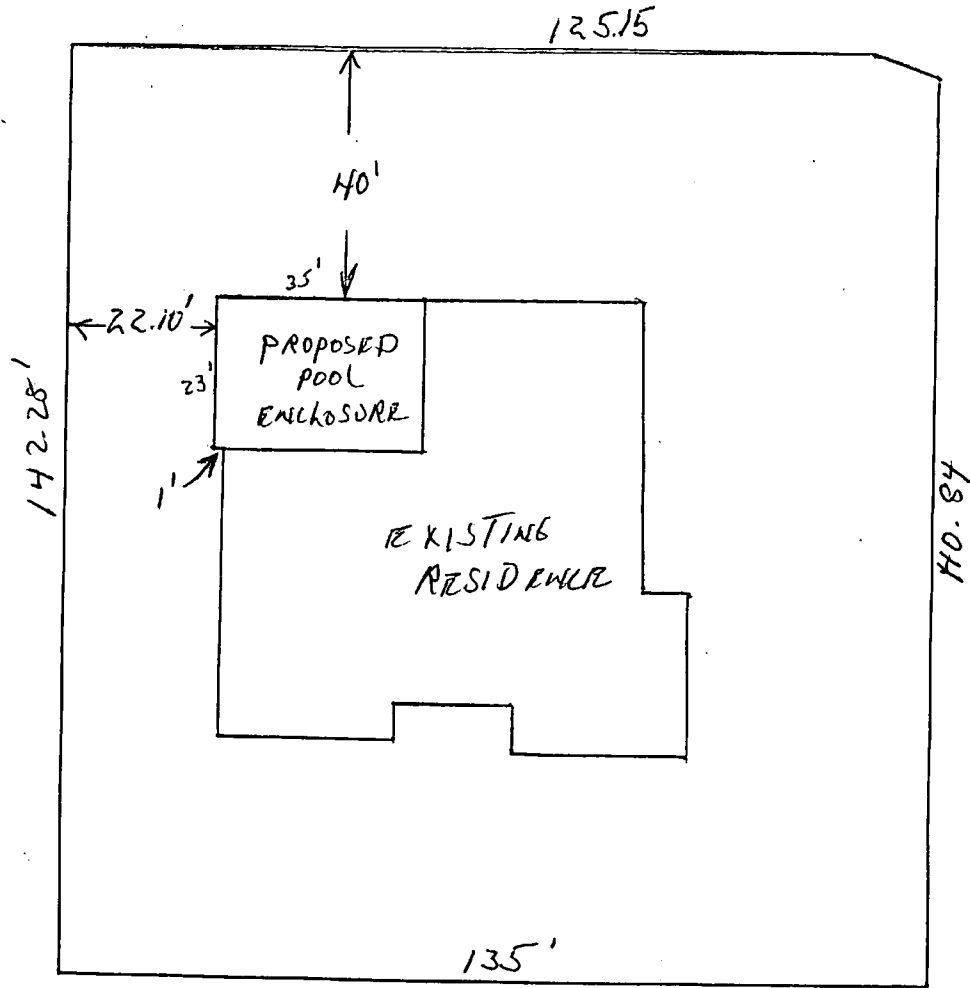 125.15
40'
35'
22.10'
PROPOSED
POOL
ENCLOSURE
23'
142.28'
1'
EXISTING
RESIDENCE
140.84
135'